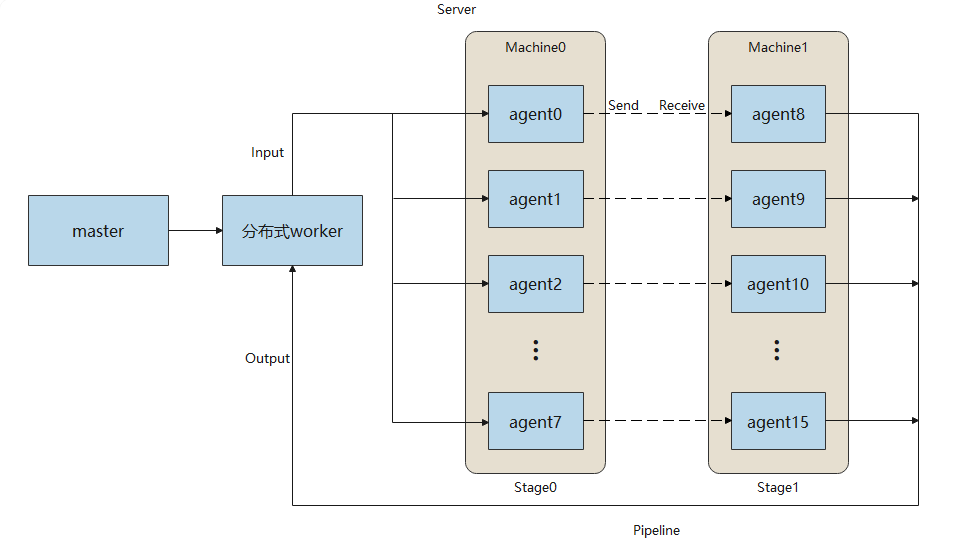 Server
Machine0
Machine1
agent0
Send
Receive
agent8
Input
agent1
agent9
master
分布式worker
agent2
agent10
Output
agent7
agent15
Stage0
Stage1
Pipeline